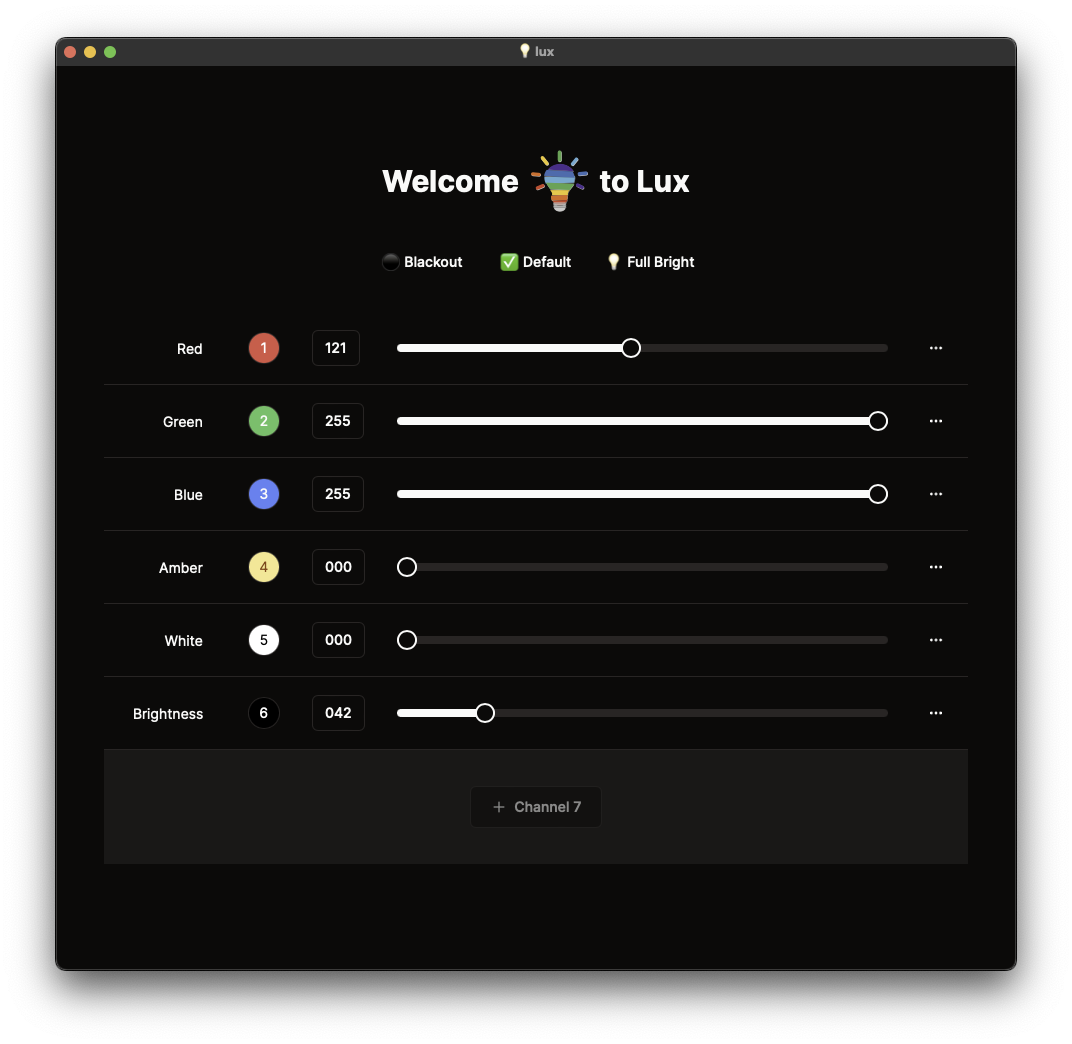 lux
Welcome to Lux
Blackout Default Full Bright
Red 1 121
Green 2 255
Blue 3 255
Amber 4 000
White 5 000
Brightness 6 042
+ Channel 7